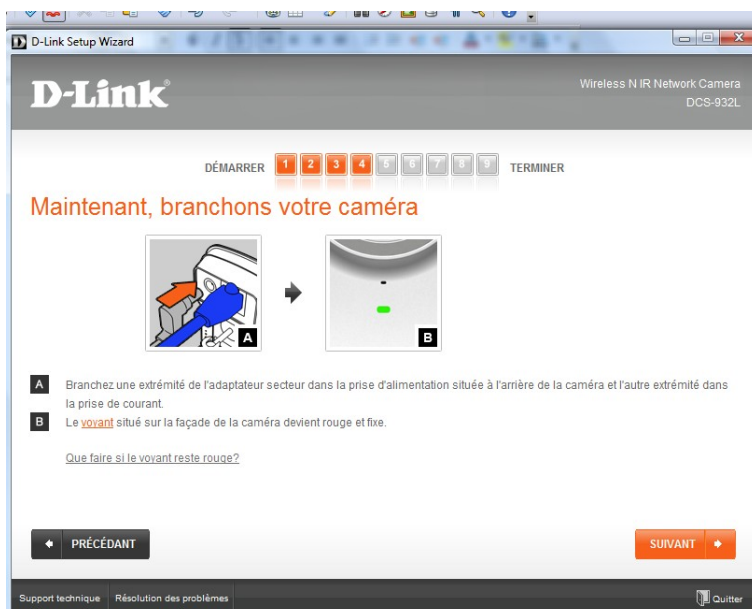 D-Link Setup Wizard
D-Link®
Wireless N IR Network Camera
DCS-932L
DÉMARRER 1 2 3 4 5 6 7 8 9 TERMINER
Maintenant, branchons votre caméra
A
B
A Branchez une extrémité de l'adaptateur secteur dans la prise d'alimentation située à l'arrière de la caméra et l'autre extrémité dans
la prise de courant.
B Le voyant situé sur la façade de la caméra devient rouge et fixe.
Que faire si le voyant reste rouge?
PRÉCÉDANT
SUIVANT
Support technique Résolution des problèmes
Quitter